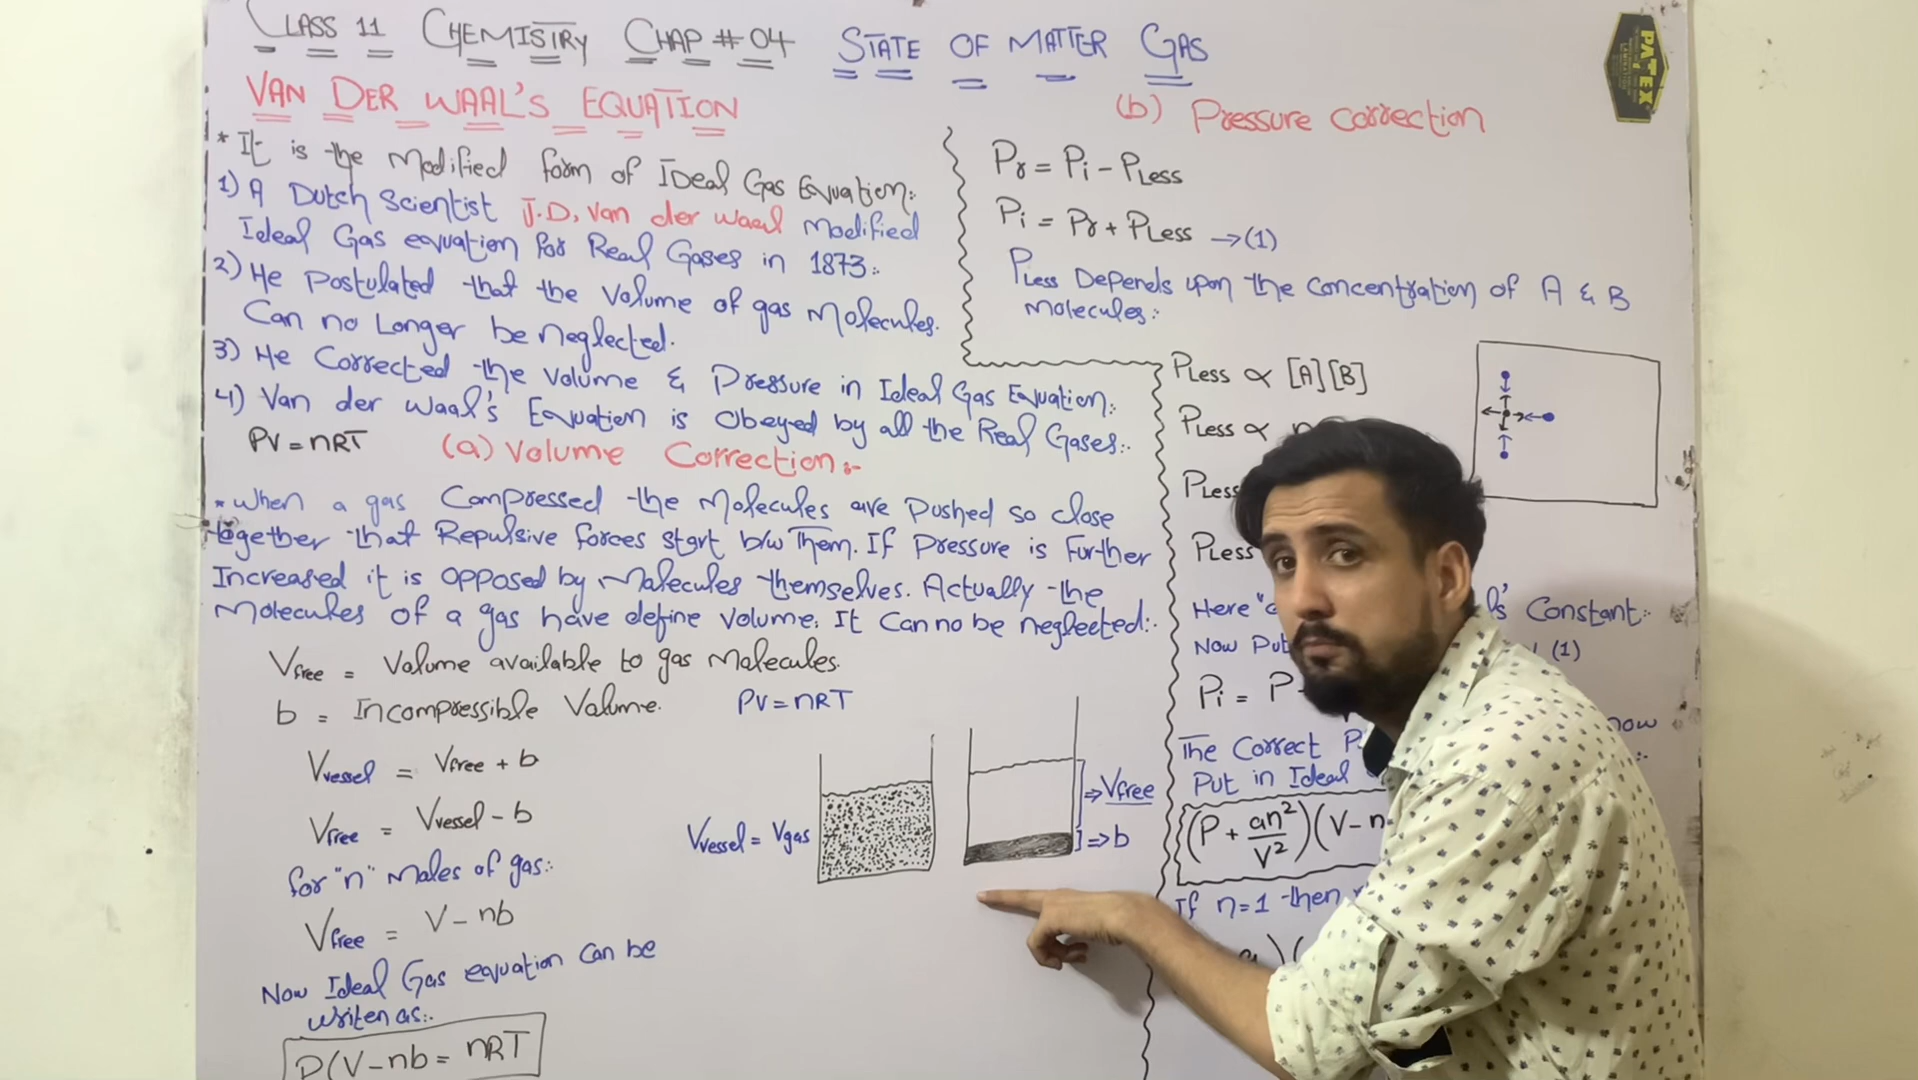 CLASS 11 CHEMISTRY CHAP # 04 STATE OF MATTER GAS
VAN DER WAAL'S EQUATION
* It is the Modified form of IDeal Gas Equation:
1) A Dutch Scientist J.D. Van der Waal modified
Ideal Gas equation for Real Gases in 1873:
2) He Postulated that the Volume of gas Molecules.
Can no Longer be neglected.
3) He Corrected the Volume & Pressure in Ideal Gas Equation:
4) Van der Waal's Equation is Obeyed by all the Real Gases:
PV = nRT
(a) Volume Correction:-
* When a gas Compressed the Molecules are Pushed so close
together that Repulsive forces start b/w Them. If Pressure is Further
Increased it is opposed by Malecules themselves. Actually the
Molecules of a gas have define Volume. It Can no be neglected:
Vfree = Volume available to gas Malecules.
b = Incompressible Volume.
PV = nRT
Vvessel = Vfree + b
Vfree = Vvessel - b
for "n" Males of gas:
Vfree = V - nb
Now Ideal Gas equation can be
writen as:
P(V - nb = nRT
Vvessel = Vgas
⇒ Vfree
⇒ b
(b) Pressure correction
Pr = Pi - PLess
Pi = Pr + PLess → (1)
PLess Depends upon the concentration of A & B
molecules:
PLess ∝ [A][B]
PLess ∝ n
PLess
PLess
Here "a
's Constant:
Now Put
(1)
Pi = P
The Correct P
now
Put in Ideal
(P + an²/V²)(V - n
If n=1 then
a
PATEX